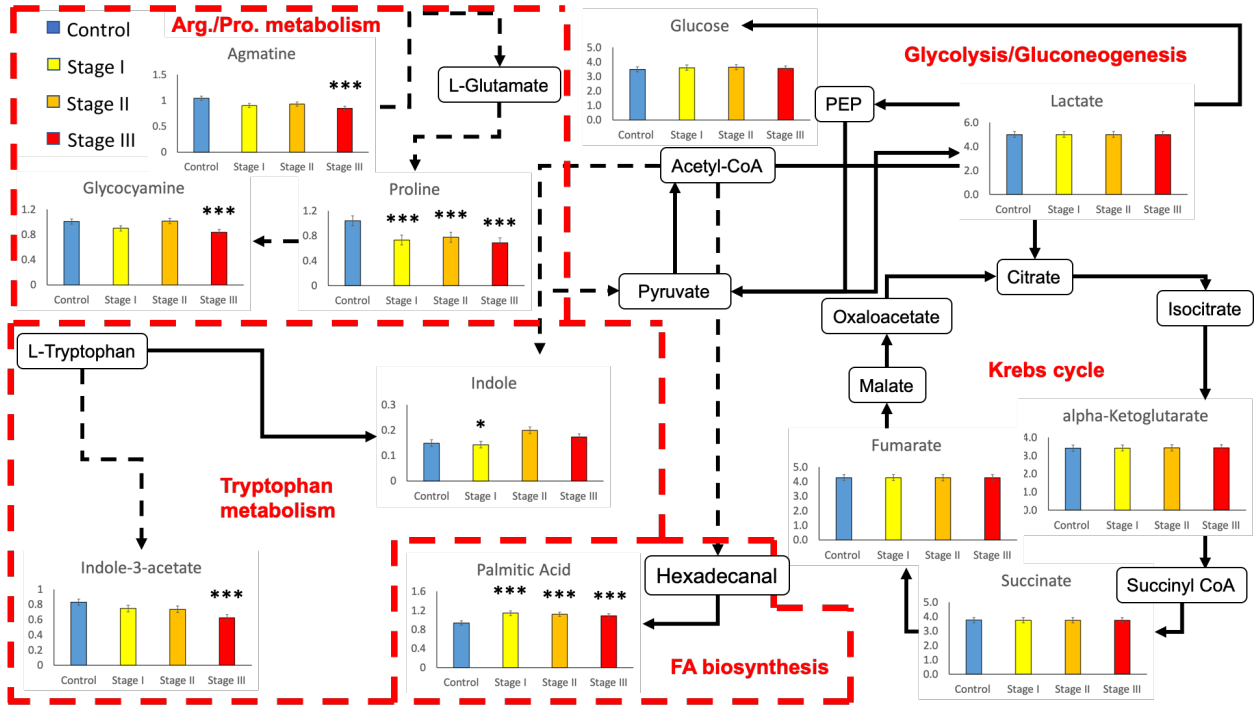 Control
Stage I
Stage II
Stage III
Arg./Pro. metabolism
Agmatine
***
1.5
1
0.5
0
Control Stage I Stage II Stage III
L-Glutamate
Glycocyamine
***
1.2
0.8
0.4
0
Control Stage I Stage II Stage III
Proline
*** *** ***
1.2
0.8
0.4
0
Control Stage I Stage II Stage III
Glucose
5.0
4.0
3.0
2.0
1.0
0.0
Control Stage I Stage II Stage III
Glycolysis/Gluconeogenesis
PEP
Lactate
6.0
4.0
2.0
0.0
Control Stage I Stage II Stage III
Acetyl-CoA
Pyruvate
Citrate
Oxaloacetate
Isocitrate
Malate
Krebs cycle
L-Tryptophan
Indole
*
0.3
0.2
0.1
0
Control Stage I Stage II Stage III
Tryptophan
metabolism
Fumarate
5.0
4.0
3.0
2.0
1.0
0.0
Control Stage I Stage II Stage III
alpha-Ketoglutarate
4.0
3.0
2.0
1.0
0.0
Control Stage I Stage II Stage III
Indole-3-acetate
***
1
0.8
0.6
0.4
0.2
0
Control Stage I Stage II Stage III
Palmitic Acid
*** *** ***
1.6
1.2
0.8
0.4
0
Control Stage I Stage II Stage III
Hexadecanal
FA biosynthesis
Succinate
5.0
4.0
3.0
2.0
1.0
0.0
Control Stage I Stage II Stage III
Succinyl CoA